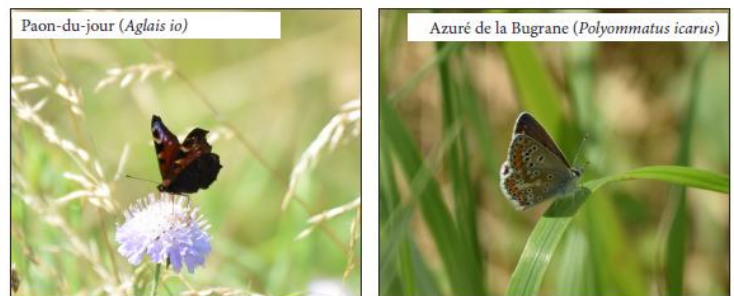 Paon-du-jour (Aglais io)
Azuré de la Bugrane (Polyommatus icarus)